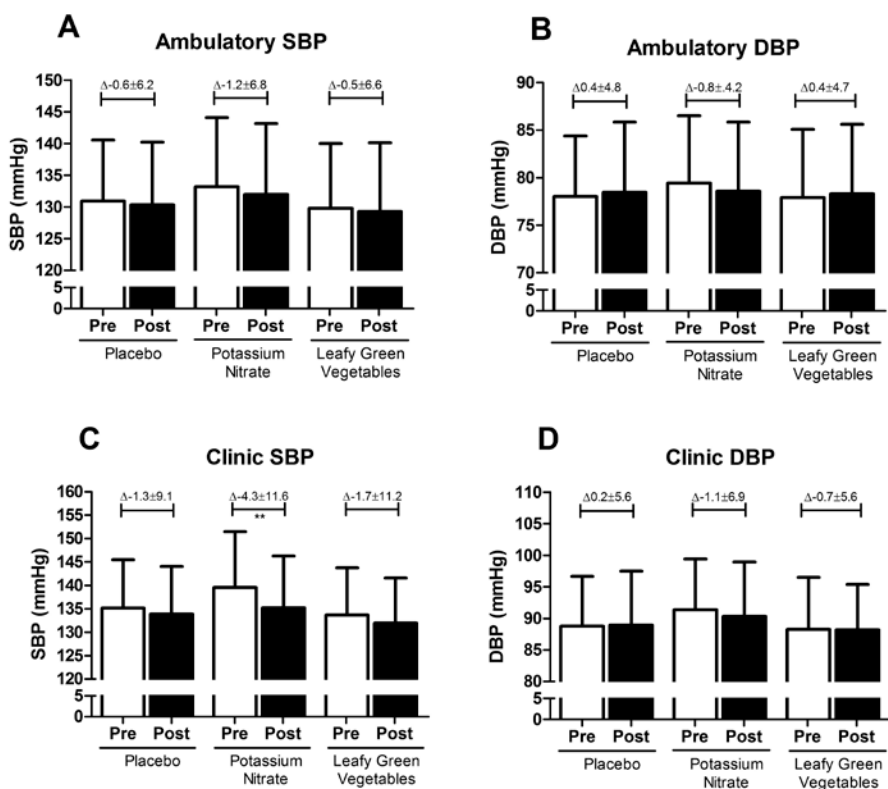 A
Ambulatory SBP
Δ-0.6±6.2 Δ-1.2±6.8 Δ-0.5±6.6
SBP (mmHg)
150
145
140
135
130
125
120
5
0
Pre Post Pre Post Pre Post
Placebo Potassium Leafy Green
Nitrate Vegetables
B
Ambulatory DBP
Δ0.4±4.8 Δ-0.8±.4.2 Δ0.4±4.7
DBP (mmHg)
90
85
80
75
70
5
0
Pre Post Pre Post Pre Post
Placebo Potassium Leafy Green
Nitrate Vegetables
C
Clinic SBP
Δ-1.3±9.1 Δ-4.3±11.6 Δ-1.7±11.2
**
SBP (mmHg)
160
155
150
145
140
135
130
125
120
5
0
Pre Post Pre Post Pre Post
Placebo Potassium Leafy Green
Nitrate Vegetables
D
Clinic DBP
Δ0.2±5.6 Δ-1.1±6.9 Δ-0.7±5.6
DBP (mmHg)
110
105
100
95
90
85
80
5
0
Pre Post Pre Post Pre Post
Placebo Potassium Leafy Green
Nitrate Vegetables